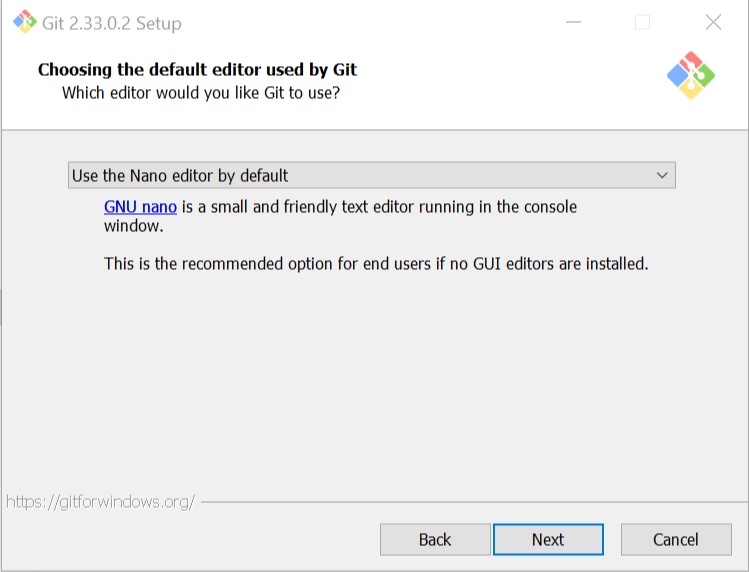 Git 2.33.0.2 Setup
Choosing the default editor used by Git
Which editor would you like Git to use?
Use the Nano editor by default
GNU nano is a small and friendly text editor running in the console
window.
This is the recommended option for end users if no GUI editors are installed.
https://gitforwindows.org/
Back Next Cancel